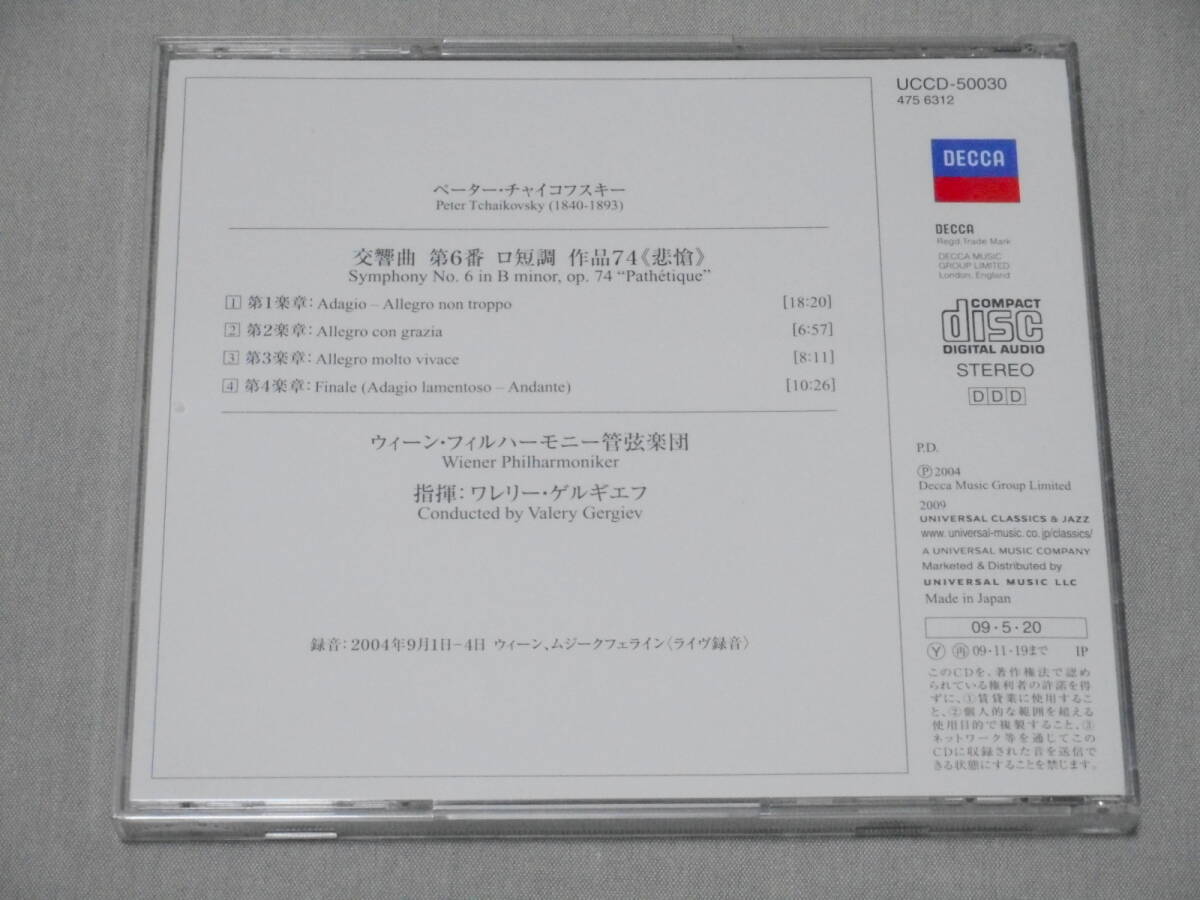 ペーター・チャイコフスキー
Peter Tchaikovsky (1840-1893)
交響曲 第6番 ロ短調 作品74《悲愴》
Symphony No. 6 in B minor, op. 74 “Pathétique”
1 第1楽章: Adagio – Allegro non troppo [18:20]
2 第2楽章: Allegro con grazia [6:57]
3 第3楽章: Allegro molto vivace [8:11]
4 第4楽章: Finale (Adagio lamentoso – Andante) [10:26]
ウィーン・フィルハーモニー管弦楽団
Wiener Philharmoniker
指揮: ワレリー・ゲルギエフ
Conducted by Valery Gergiev
録音: 2004年9月1日–4日 ウィーン、ムジークフェライン〈ライヴ録音〉
UCCD-50030
475 6312
DECCA
DECCA
Regd. Trade Mark
DECCA MUSIC
GROUP LIMITED
London, England
COMPACT
disc
DIGITAL AUDIO
STEREO
DDD
P.D.
Ⓟ2004
Decca Music Group Limited
2009
UNIVERSAL CLASSICS & JAZZ
www. universal-music. co. jp/classics/
A UNIVERSAL MUSIC COMPANY
Marketed & Distributed by
UNIVERSAL MUSIC LLC
Made in Japan
09・5・20
Ⓨ ㊢ 09・11・19まで IP
このCDを、著作権法で認め
られている権利者の許諾を得
ずに、①賃貸業に使用するこ
と、②個人的な範囲を超える
使用目的で複製すること、③
ネットワーク等を通じてこの
CDに収録された音を送信で
きる状態にすることを禁じます。